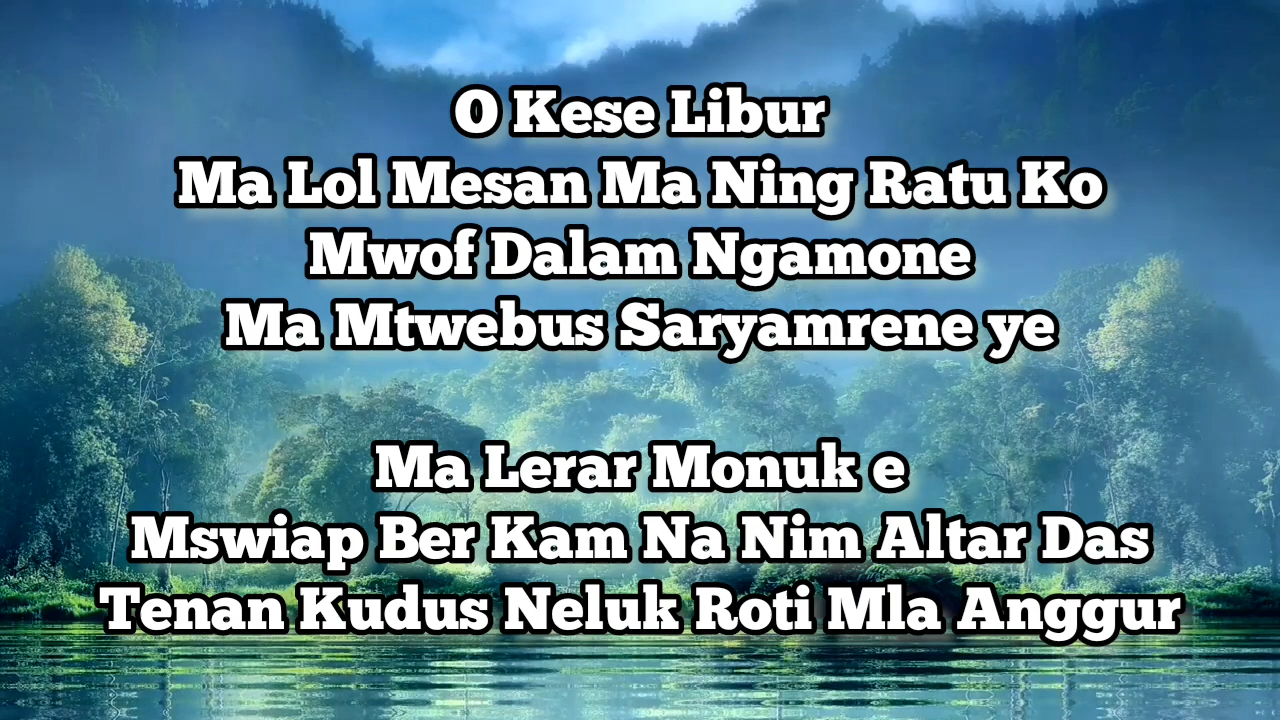 O Kese Libur
Ma Lol Mesan Ma Ning Ratu Ko
Mwof Dalam Ngamone
Ma Mtwebus Saryamrene ye
Ma Lerar Monuk e
Mswiap Ber Kam Na Nim Altar Das
Tenan Kudus Neluk Roti Mla Anggur